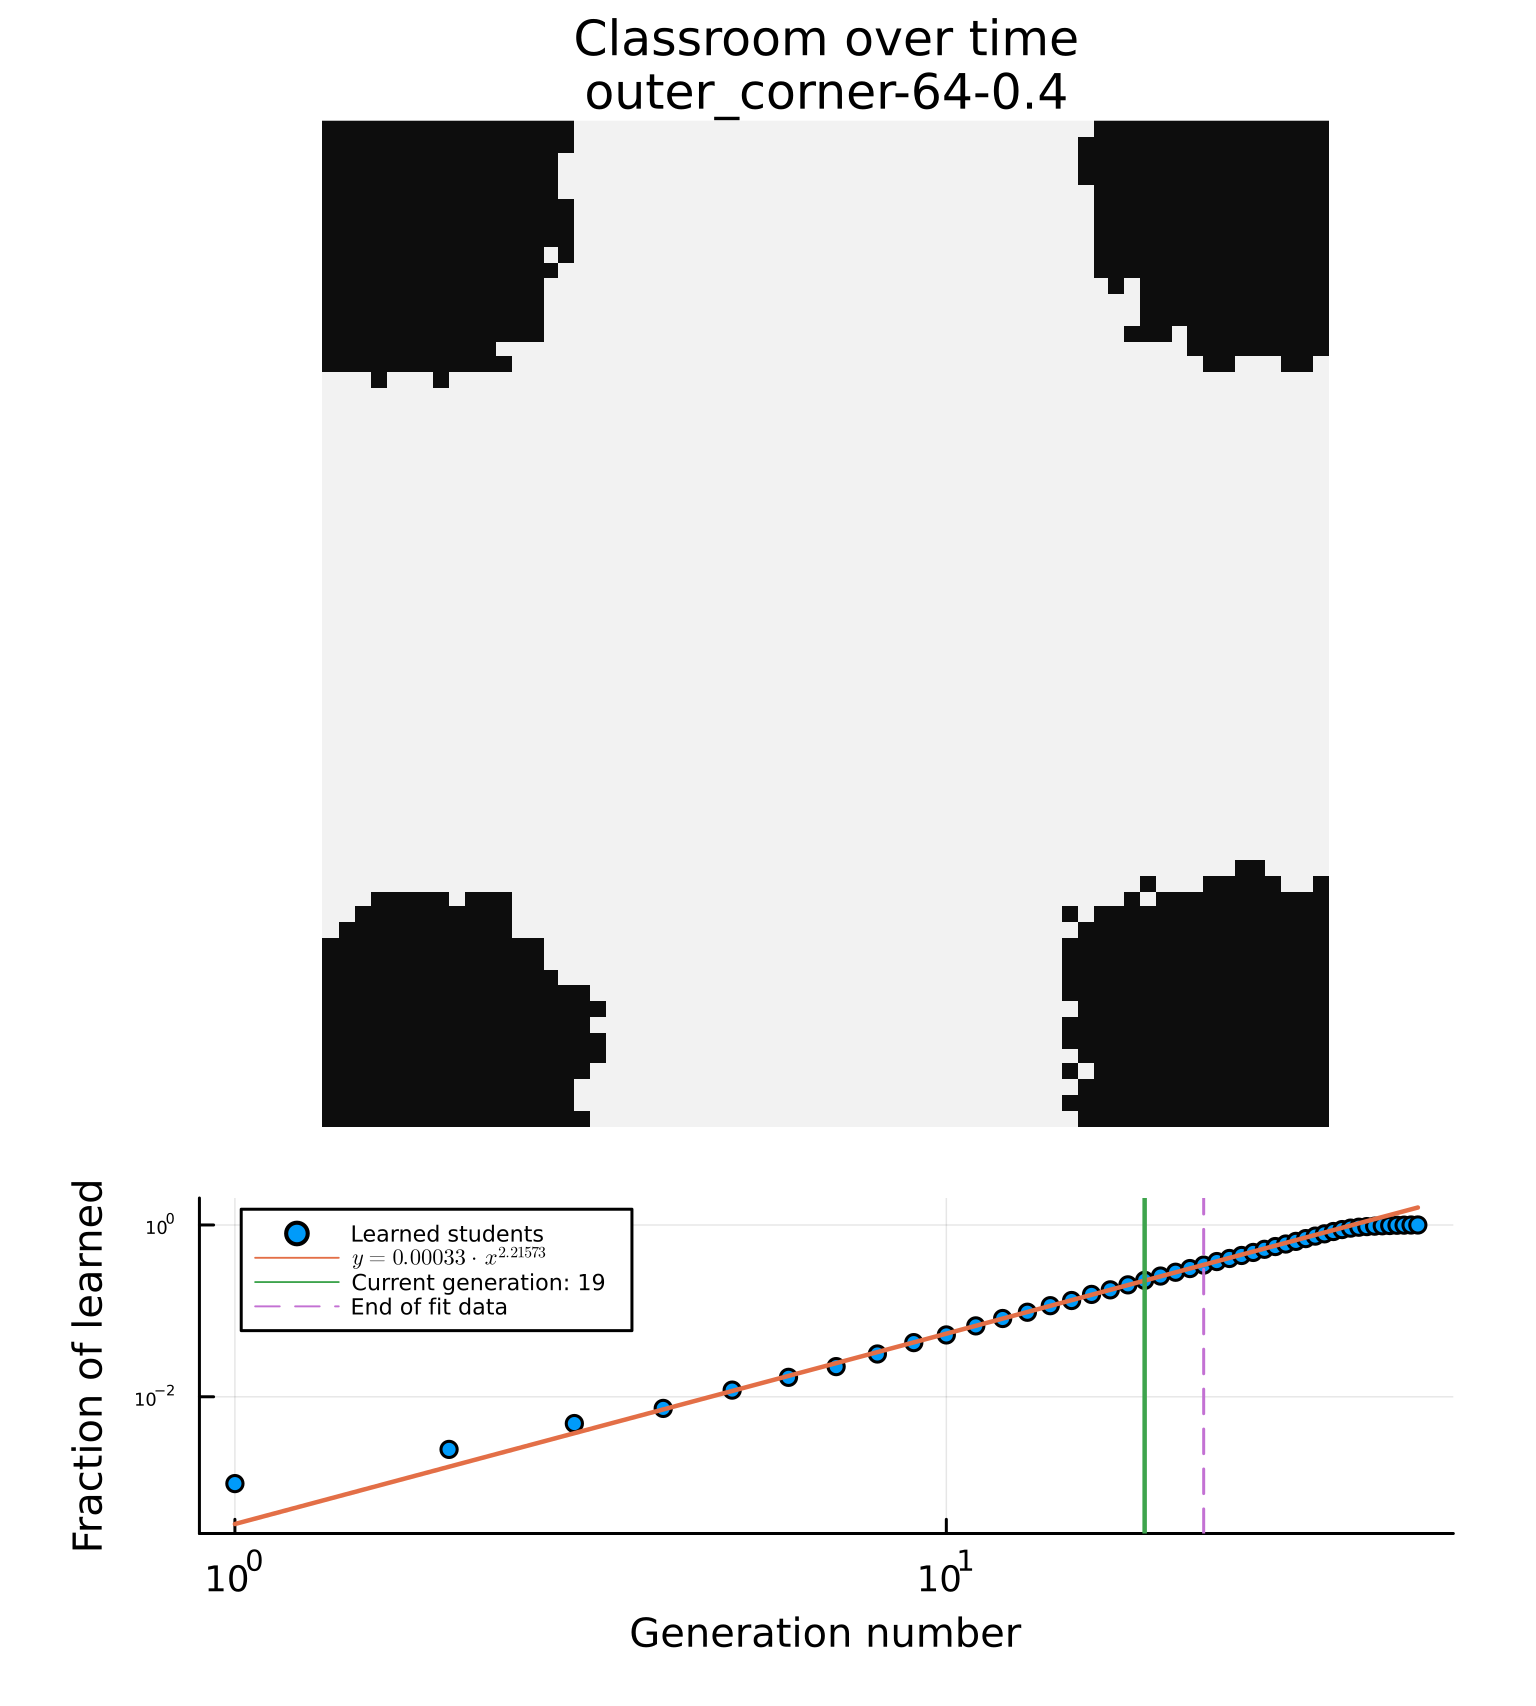 Classroom over time
outer_corner-64-0.4
Fraction of learned
10^0
10^−2
Learned students
y = 0.00033 · x^2.21573
Current generation: 19
End of fit data
10^0
10^1
Generation number